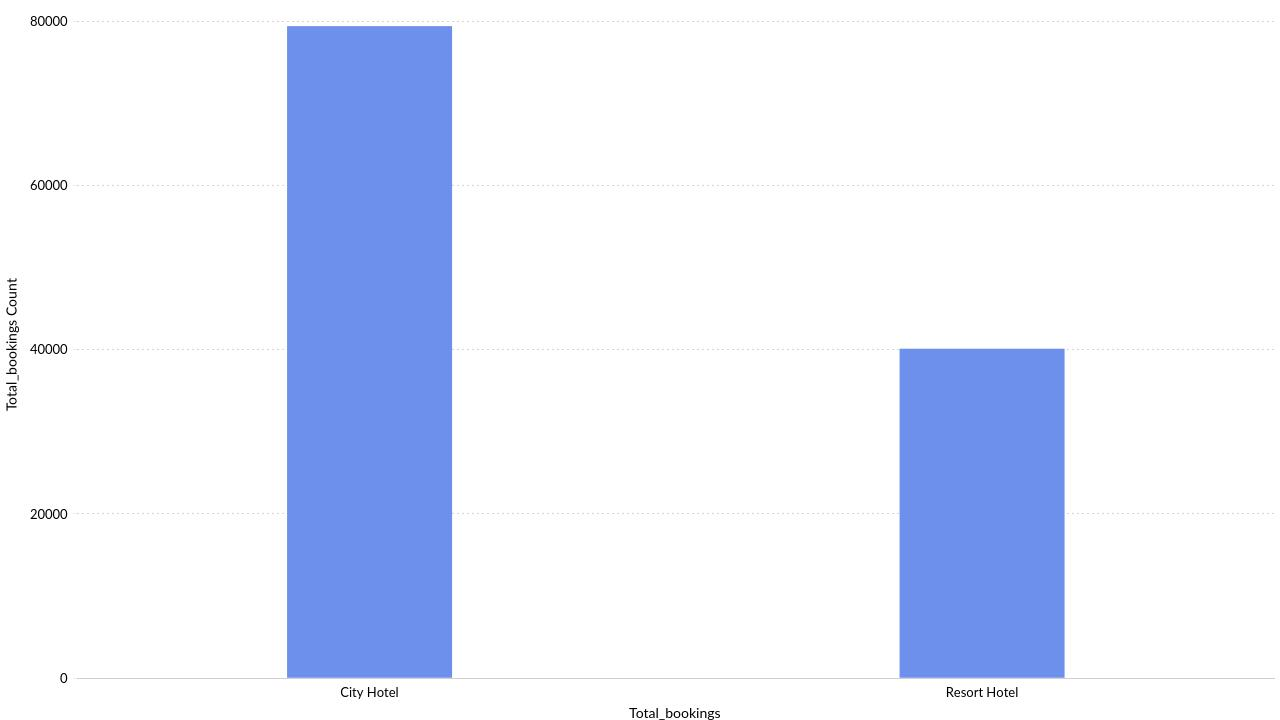 80000
60000
40000
20000
0
Total_bookings Count
City Hotel
Resort Hotel
Total_bookings